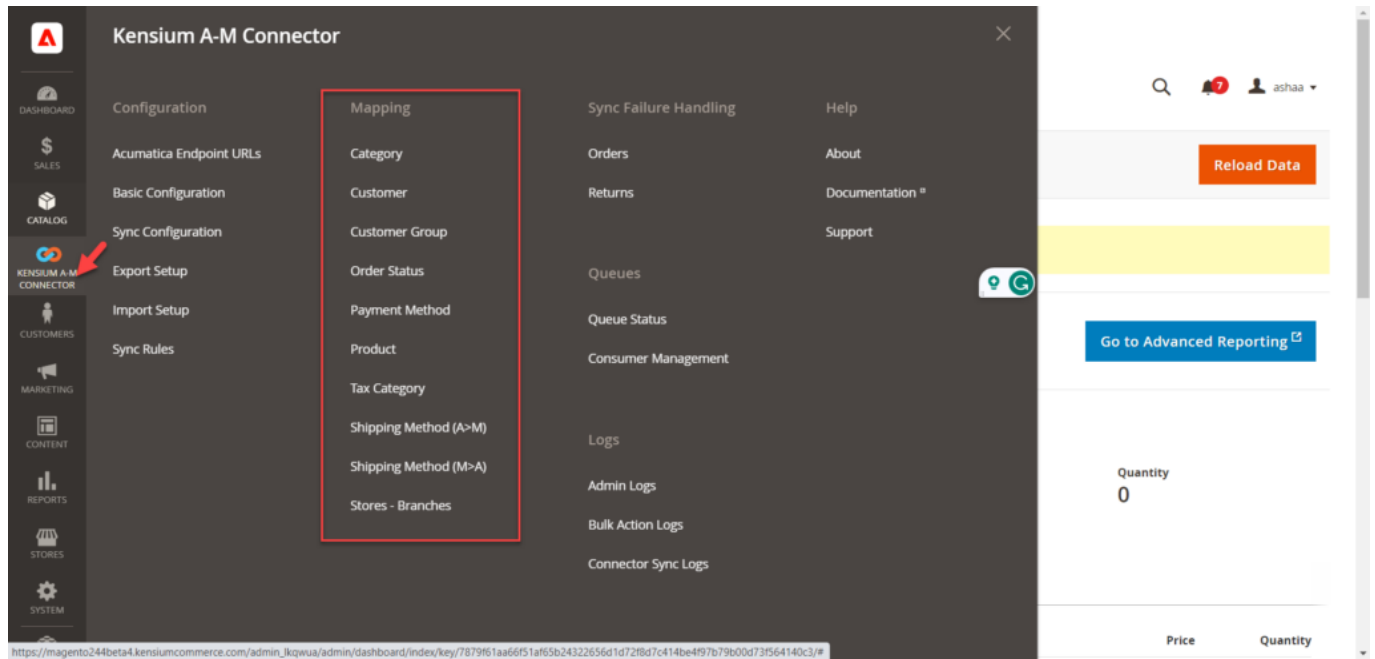 Kensium A-M Connector
DASHBOARD
SALES
CATALOG
KENSIUM A-M
CONNECTOR
CUSTOMERS
MARKETING
CONTENT
REPORTS
STORES
SYSTEM
Configuration
Acumatica Endpoint URLs
Basic Configuration
Sync Configuration
Export Setup
Import Setup
Sync Rules
Mapping
Category
Customer
Customer Group
Order Status
Payment Method
Product
Tax Category
Shipping Method (A>M)
Shipping Method (M>A)
Stores - Branches
Sync Failure Handling
Orders
Returns
Queues
Queue Status
Consumer Management
Logs
Admin Logs
Bulk Action Logs
Connector Sync Logs
Help
About
Documentation
Support
7
ashaa
Reload Data
Go to Advanced Reporting
Quantity
0
Price Quantity
https://magento244beta4.kensiumcommerce.com/admin_lkqwua/admin/dashboard/index/key/7879f61aa66f51af65b24322656d1d72f8d7c414be4f97b79b00d73f564140c3/#